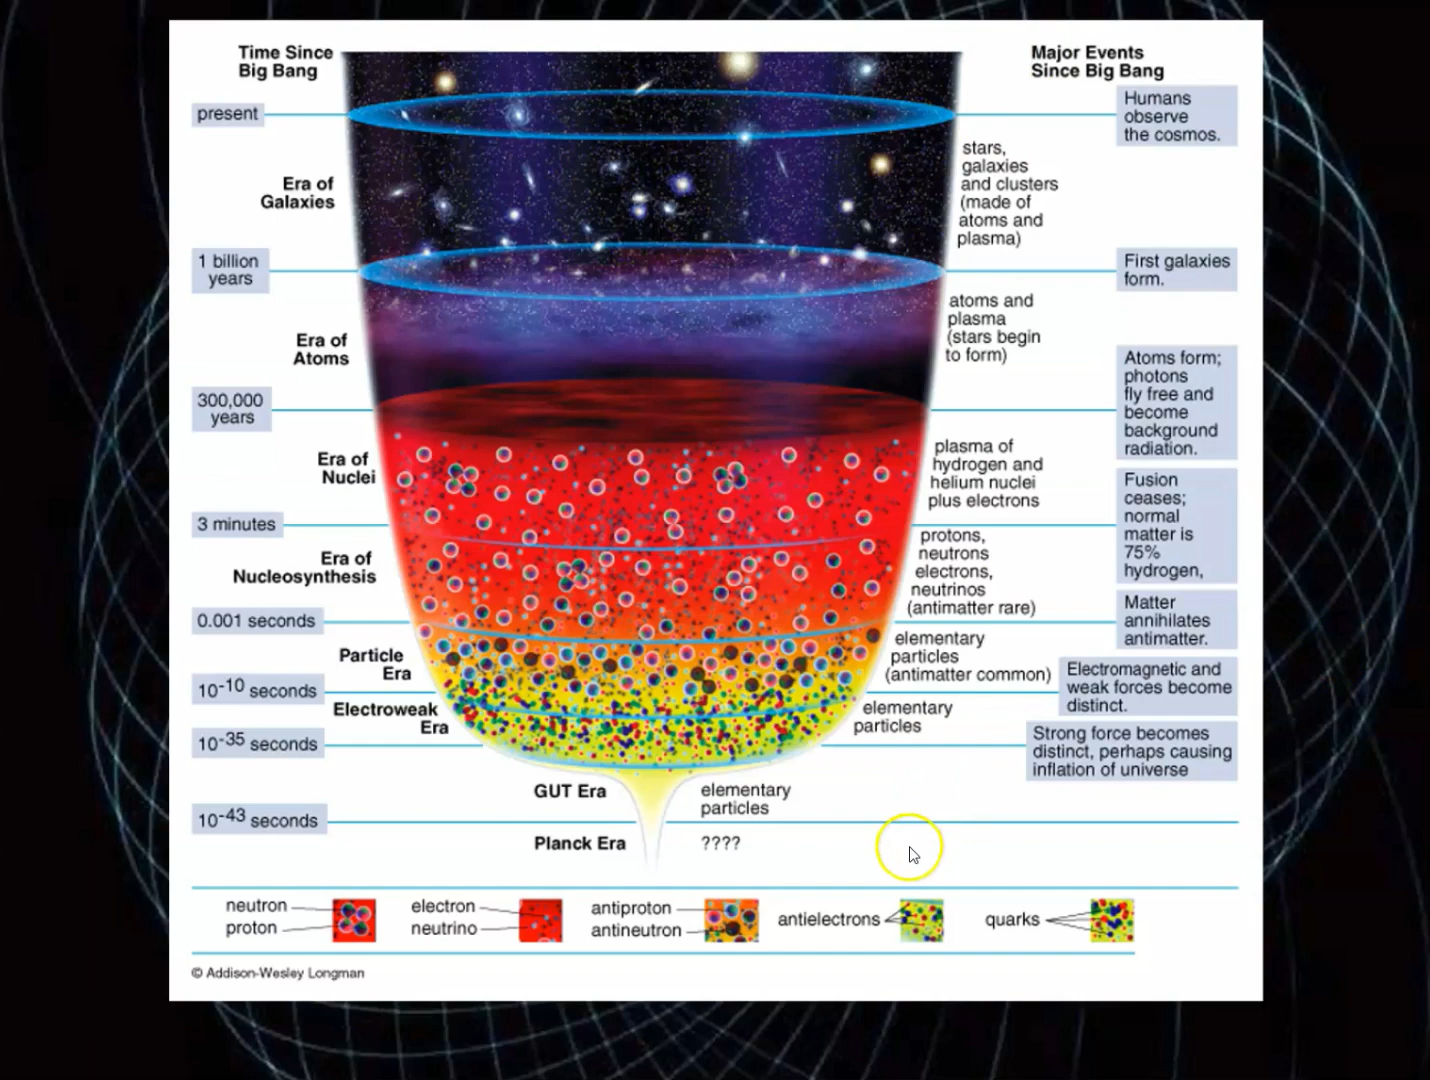 Time Since
Big Bang
Major Events
Since Big Bang
present
Humans
observe
the cosmos.
stars,
galaxies
and clusters
(made of
atoms and
plasma)
Era of
Galaxies
1 billion
years
First galaxies
form.
atoms and
plasma
(stars begin
to form)
Era of
Atoms
300,000
years
Atoms form;
photons
fly free and
become
background
radiation.
Era of
Nuclei
plasma of
hydrogen and
helium nuclei
plus electrons
3 minutes
Fusion
ceases;
normal
matter is
75%
hydrogen,
Era of
Nucleosynthesis
protons,
neutrons
electrons,
neutrinos
(antimatter rare)
0.001 seconds
Matter
annihilates
antimatter.
Particle
Era
elementary
particles
(antimatter common)
10-10 seconds
Electromagnetic and
weak forces become
distinct.
Electroweak
Era
elementary
particles
10-35 seconds
Strong force becomes
distinct, perhaps causing
inflation of universe
GUT Era
elementary
particles
10-43 seconds
Planck Era
????
neutron
proton
electron
neutrino
antiproton
antineutron
antielectrons
quarks
© Addison-Wesley Longman